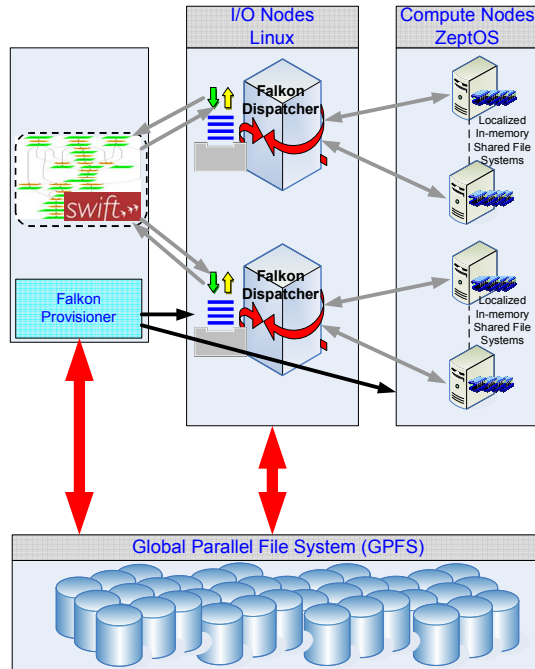 I/O Nodes
Linux
Compute Nodes
ZeptOS
Falkon
Dispatcher
Localized
In-memory
Shared File
Systems
swift
Falkon
Provisioner
Falkon
Dispatcher
Localized
In-memory
Shared File
Systems
Global Parallel File System (GPFS)